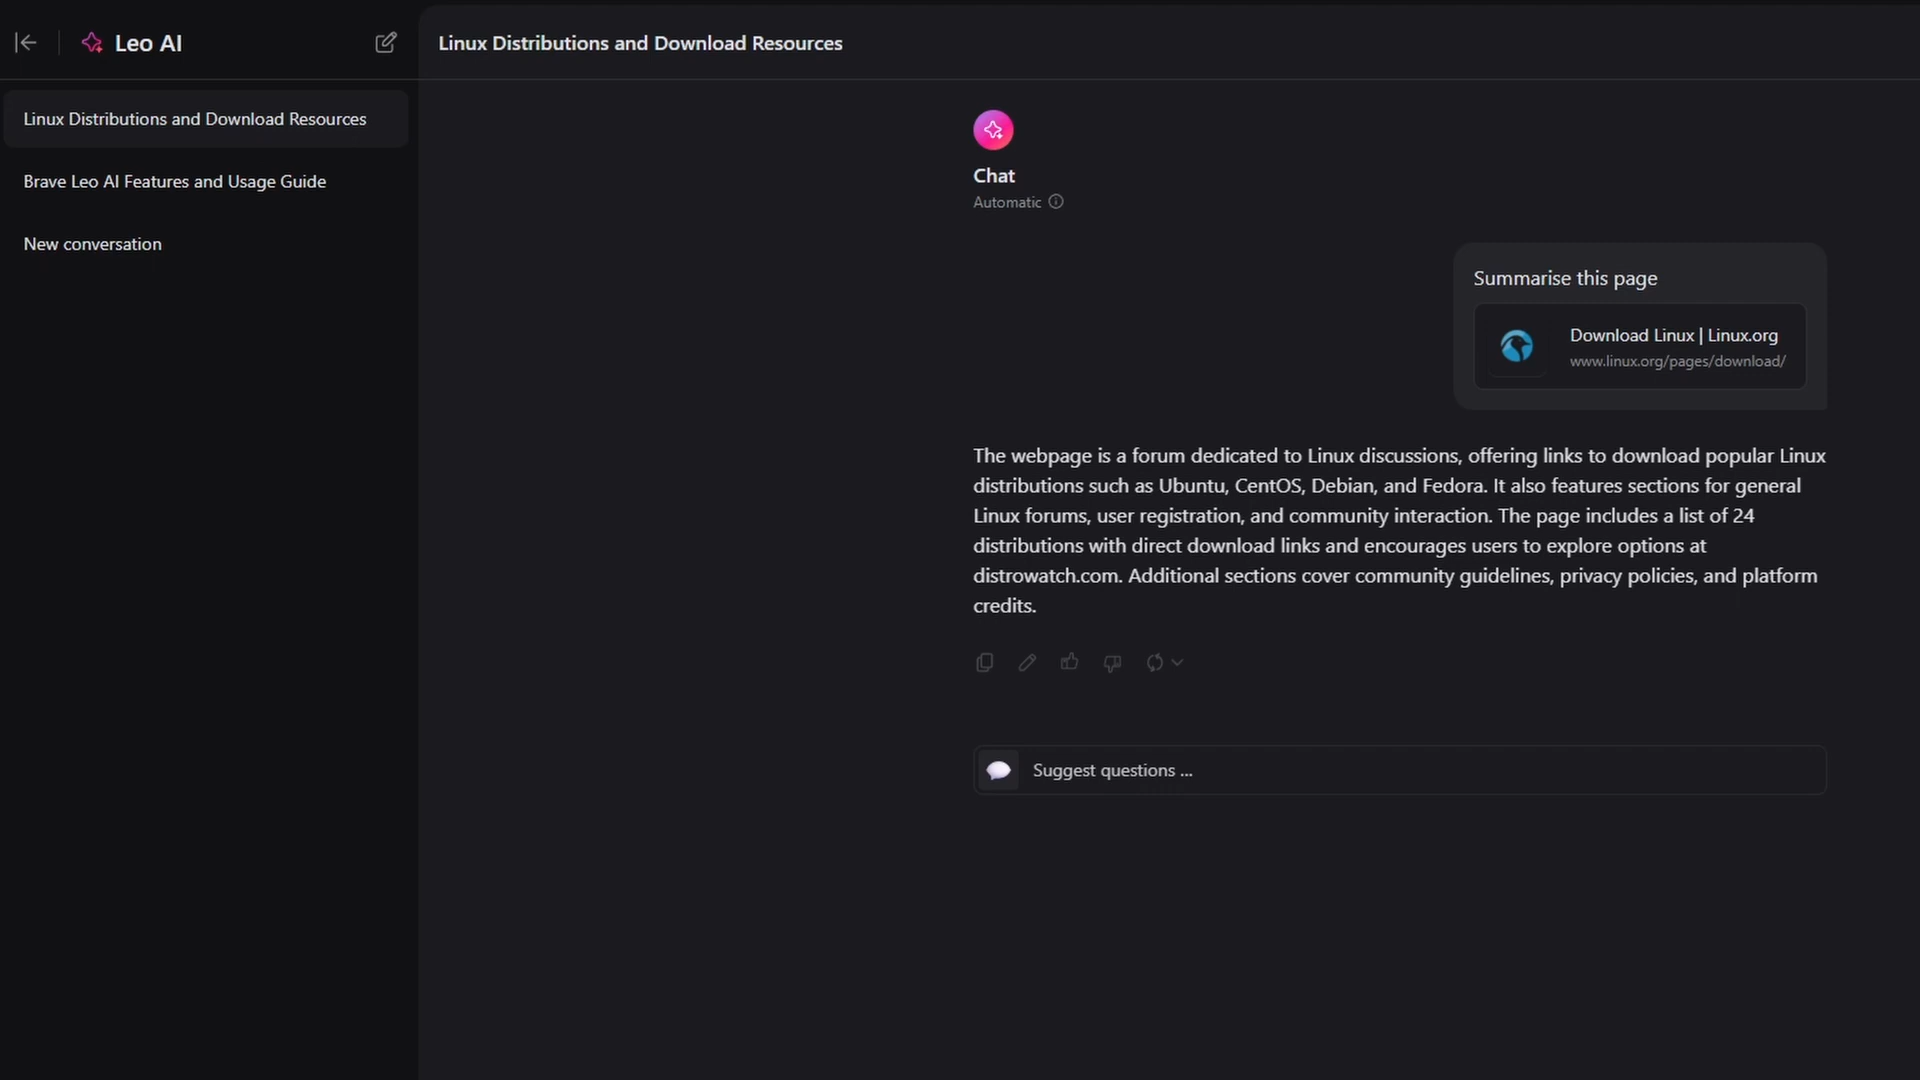 Leo AI
Linux Distributions and Download Resources
Linux Distributions and Download Resources
Brave Leo AI Features and Usage Guide
New conversation
Chat
Automatic
Summarise this page
Download Linux | Linux.org
www.linux.org/pages/download/
The webpage is a forum dedicated to Linux discussions, offering links to download popular Linux
distributions such as Ubuntu, CentOS, Debian, and Fedora. It also features sections for general
Linux forums, user registration, and community interaction. The page includes a list of 24
distributions with direct download links and encourages users to explore options at
distrowatch.com. Additional sections cover community guidelines, privacy policies, and platform
credits.
Suggest questions ...